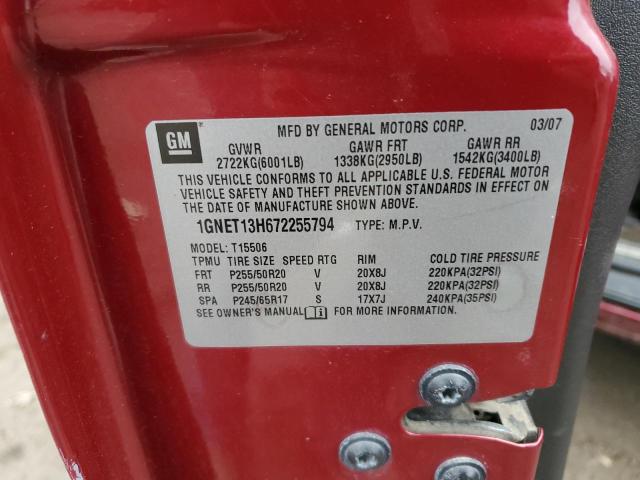 MFD BY GENERAL MOTORS CORP. 03/07
GM
GVWR GAWR FRT GAWR RR
2722KG(6001LB) 1338KG(2950LB) 1542KG(3400LB)
THIS VEHICLE CONFORMS TO ALL APPLICABLE U.S. FEDERAL MOTOR
VEHICLE SAFETY AND THEFT PREVENTION STANDARDS IN EFFECT ON
THE DATE OF MANUFACTURE SHOWN ABOVE.
1GNET13H672255794 TYPE: M.P.V.
MODEL: T15506
TPMU TIRE SIZE SPEED RTG RIM COLD TIRE PRESSURE
FRT P255/50R20 V 20X8J 220KPA(32PSI)
RR P255/50R20 V 20X8J 220KPA(32PSI)
SPA P245/65R17 S 17X7J 240KPA(35PSI)
SEE OWNER'S MANUAL FOR MORE INFORMATION.